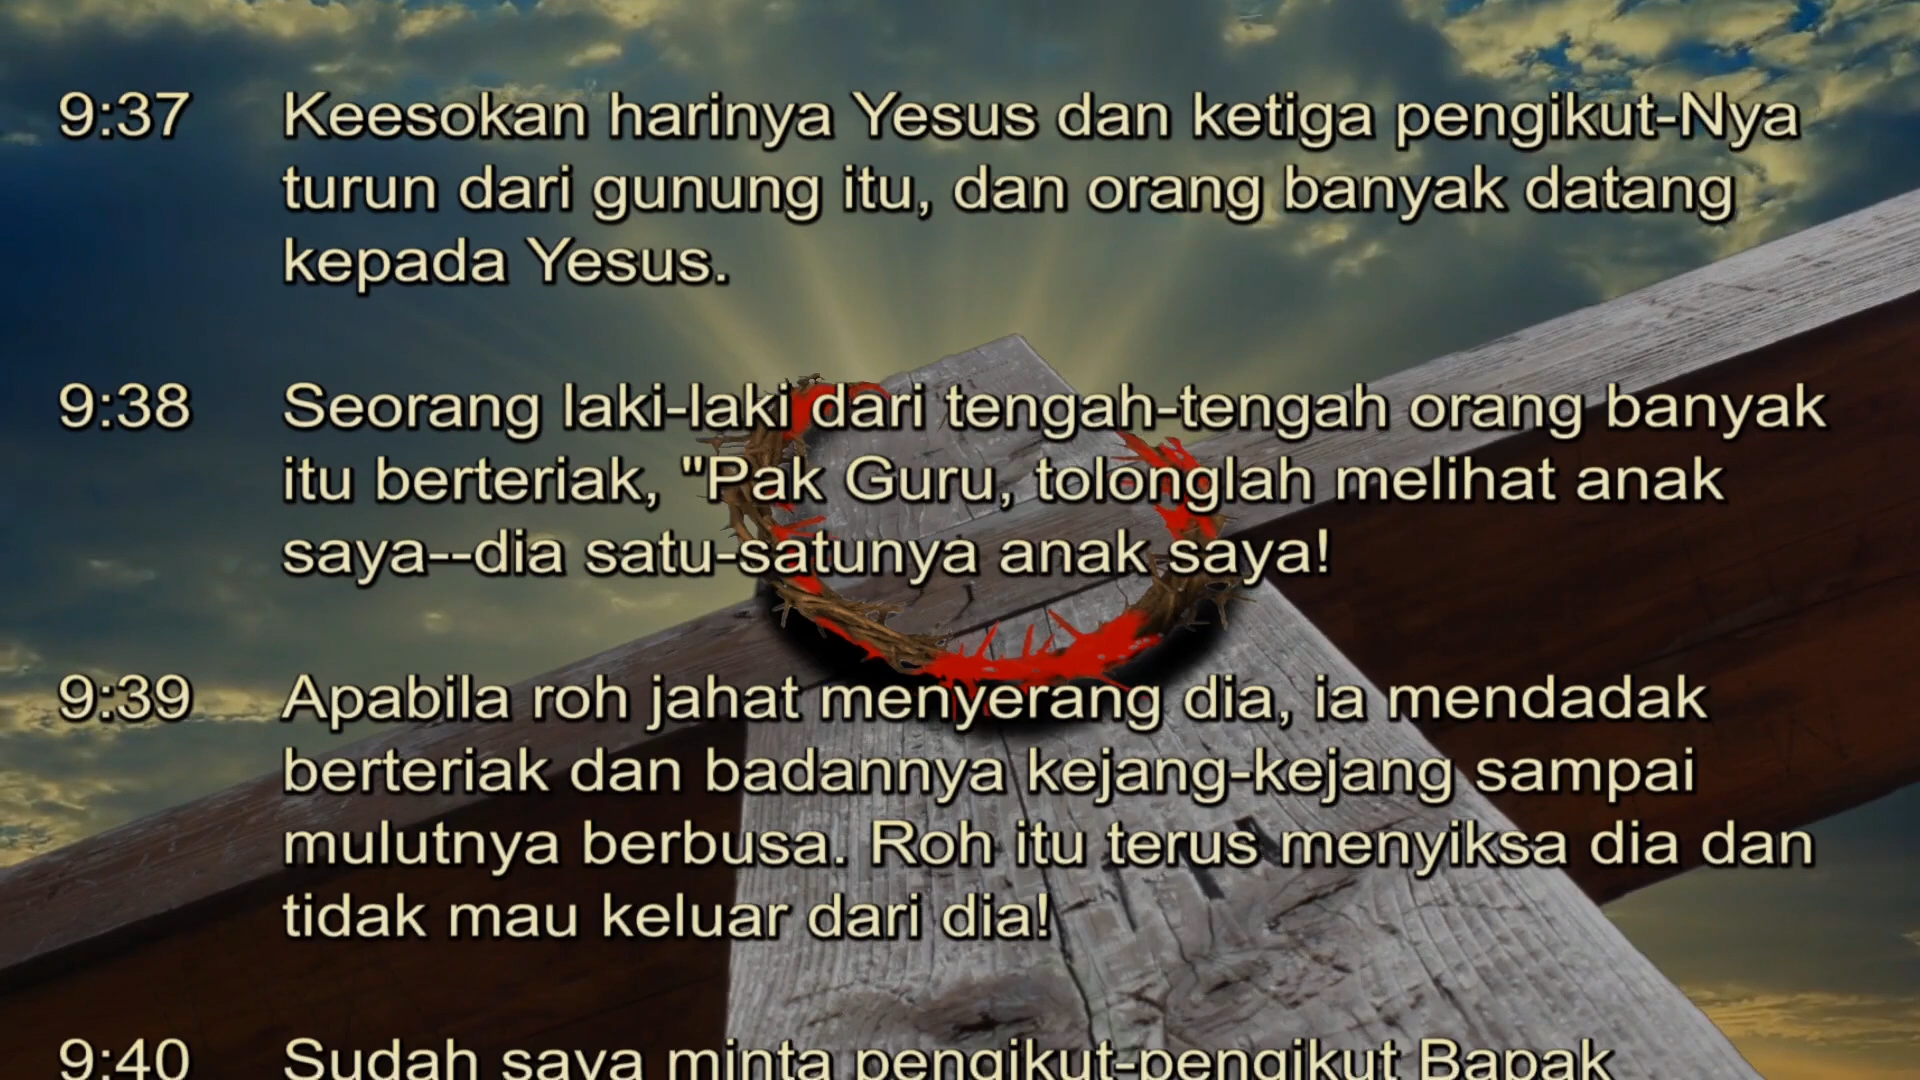 9:37 Keesokan harinya Yesus dan ketiga pengikut-Nya
turun dari gunung itu, dan orang banyak datang
kepada Yesus.
9:38 Seorang laki-laki dari tengah-tengah orang banyak
itu berteriak, "Pak Guru, tolonglah melihat anak
saya--dia satu-satunya anak saya!
9:39 Apabila roh jahat menyerang dia, ia mendadak
berteriak dan badannya kejang-kejang sampai
mulutnya berbusa. Roh itu terus menyiksa dia dan
tidak mau keluar dari dia!
9:40 Sudah saya minta pengikut-pengikut Bapak